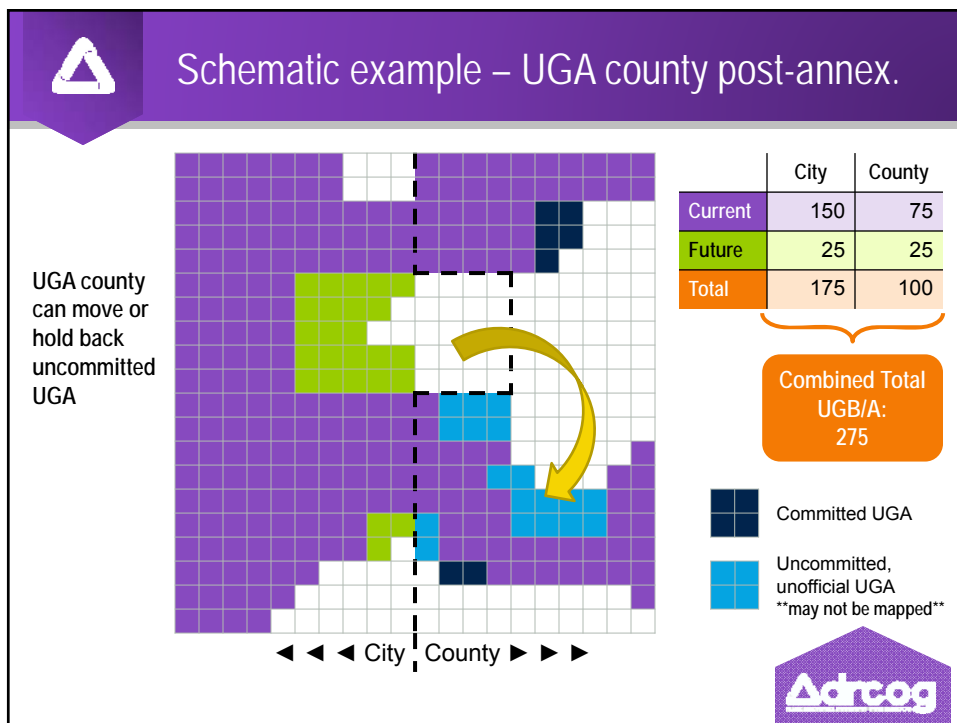 Schematic example – UGA county post-annex.
UGA county
can move or
hold back
uncommitted
UGA
City County
Current 150 75
Future 25 25
Total 175 100
Combined Total
UGB/A:
275
Committed UGA
Uncommitted,
unofficial UGA
**may not be mapped**
◄ ◄ ◄ City County ► ► ►
drcog